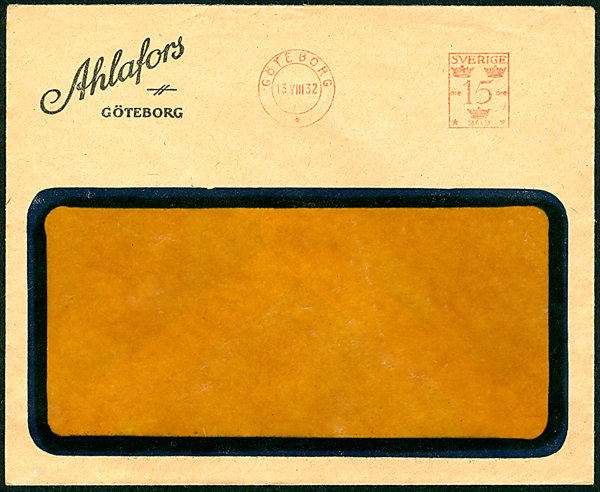 Ahlafors
GÖTEBORG
GÖTEBORG
13 VIII 32
SVERIGE
öre 15 öre